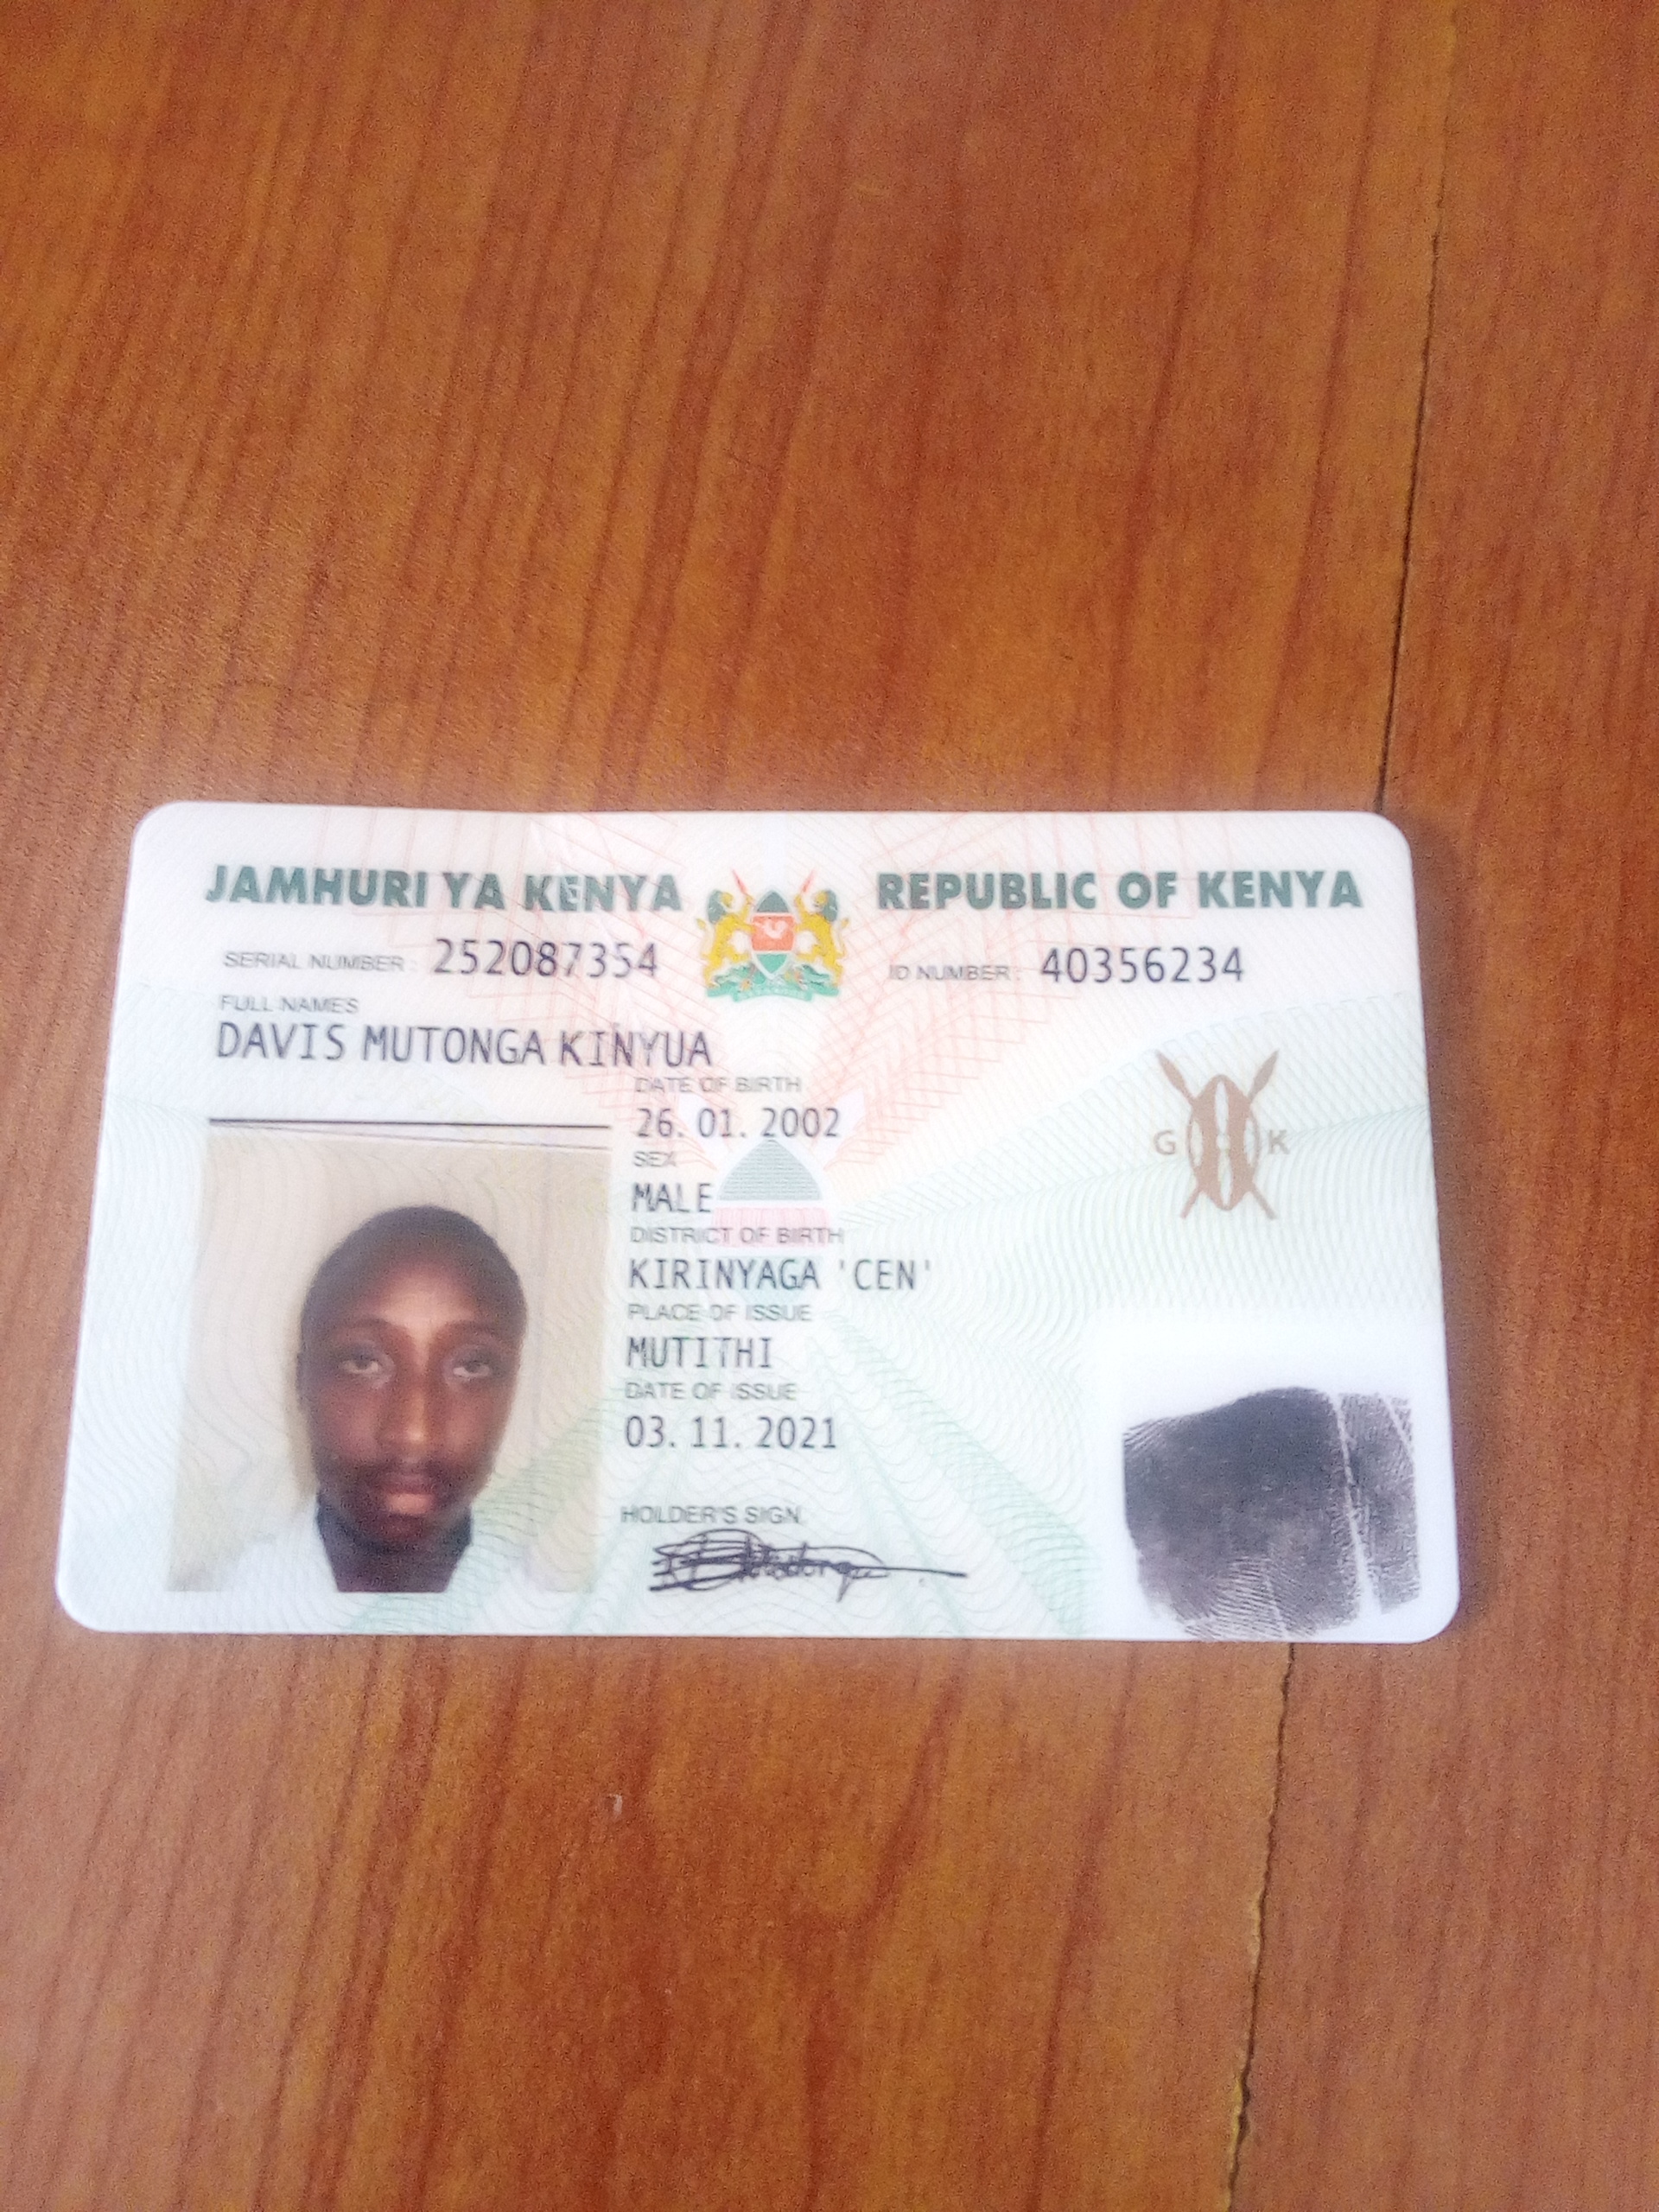 JAMHURI YA KENYA REPUBLIC OF KENYA
SERIAL NUMBER : 252087354 ID NUMBER : 40356234
FULL NAMES
DAVIS MUTONGA KINYUA
DATE OF BIRTH
26. 01. 2002
SEX
MALE
DISTRICT OF BIRTH
KIRINYAGA 'CEN'
PLACE OF ISSUE
MUTITHI
DATE OF ISSUE
03. 11. 2021
HOLDER'S SIGN.
G K